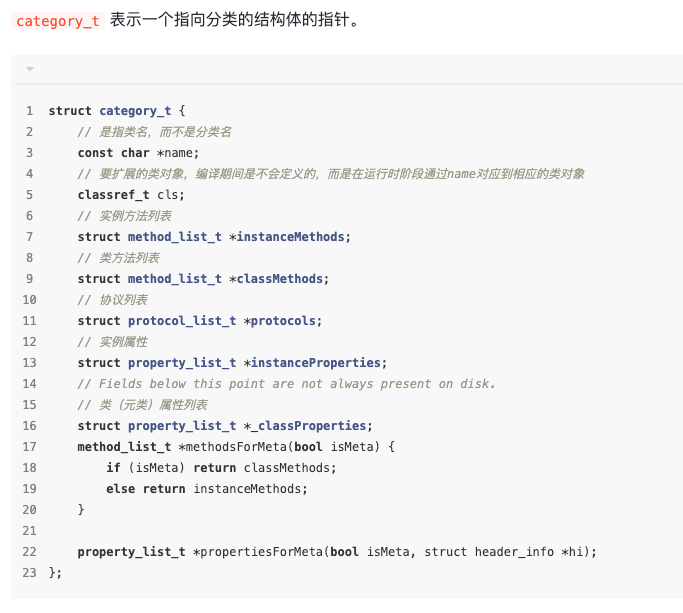 category_t 表示一个指向分类的结构体的指针。
1 struct category_t {
2 // 是指类名，而不是分类名
3 const char *name;
4 // 要扩展的类对象，编译期间是不会定义的，而是在运行时阶段通过name对应到相应的类对象
5 classref_t cls;
6 // 实例方法列表
7 struct method_list_t *instanceMethods;
8 // 类方法列表
9 struct method_list_t *classMethods;
10 // 协议列表
11 struct protocol_list_t *protocols;
12 // 实例属性
13 struct property_list_t *instanceProperties;
14 // Fields below this point are not always present on disk.
15 // 类（元类）属性列表
16 struct property_list_t *_classProperties;
17 method_list_t *methodsForMeta(bool isMeta) {
18 if (isMeta) return classMethods;
19 else return instanceMethods;
20 }
21
22 property_list_t *propertiesForMeta(bool isMeta, struct header_info *hi);
23 };